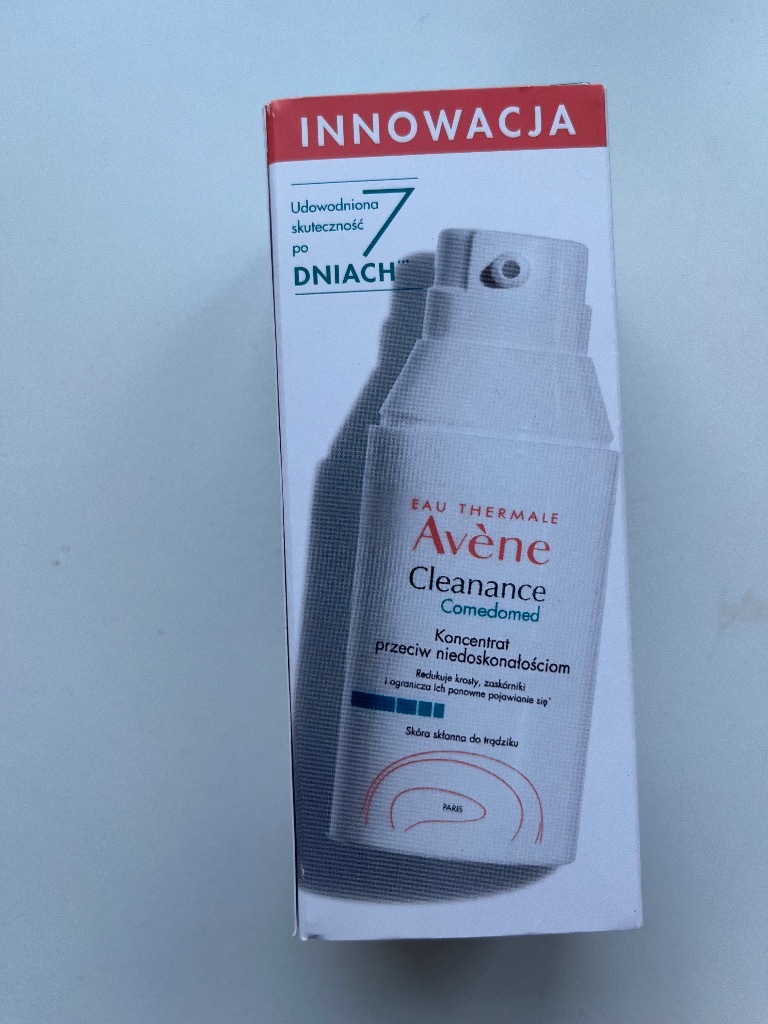 INNOWACJA
Udowodniona 7
skuteczność
po
DNIACH***
EAU THERMALE
Avène
Cleanance
Comedomed
Koncentrat
przeciw niedoskonałościom
Redukuje krosty, zaskórniki
i ogranicza ich ponowne pojawianie się*
Skóra skłonna do trądziku
PARIS